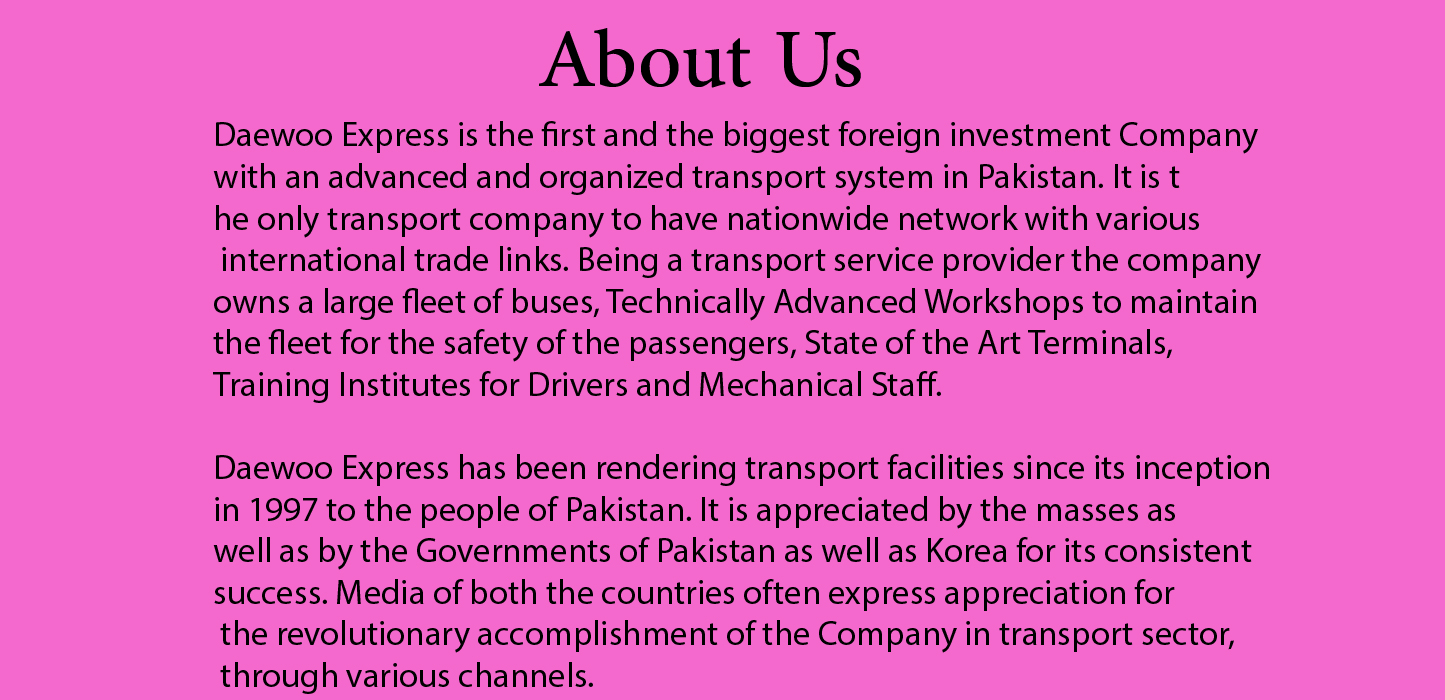 About Us
Daewoo Express is the first and the biggest foreign investment Company
with an advanced and organized transport system in Pakistan. It is t
he only transport company to have nationwide network with various
international trade links. Being a transport service provider the company
owns a large fleet of buses, Technically Advanced Workshops to maintain
the fleet for the safety of the passengers, State of the Art Terminals,
Training Institutes for Drivers and Mechanical Staff.
Daewoo Express has been rendering transport facilities since its inception
in 1997 to the people of Pakistan. It is appreciated by the masses as
well as by the Governments of Pakistan as well as Korea for its consistent
success. Media of both the countries often express appreciation for
the revolutionary accomplishment of the Company in transport sector,
through various channels.